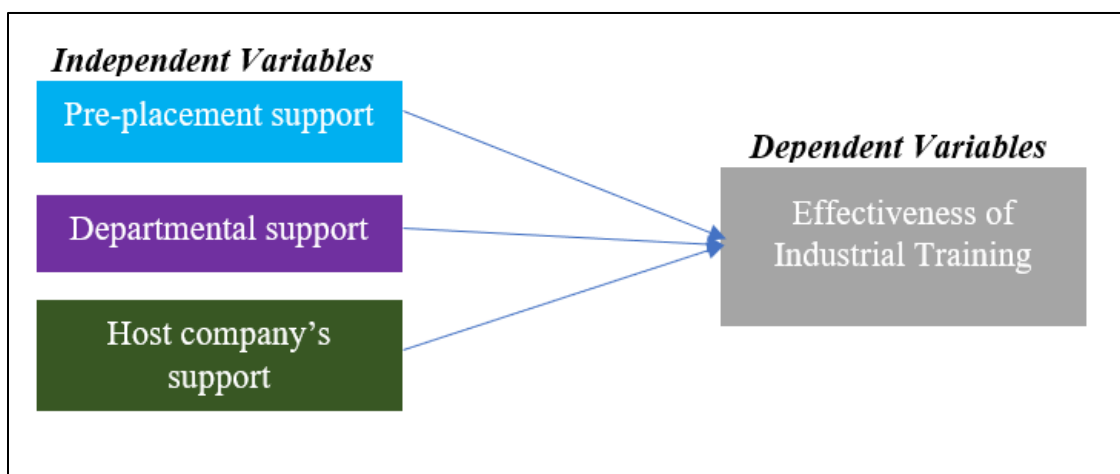 Independent Variables
Pre-placement support
Departmental support
Host company’s
support
Dependent Variables
Effectiveness of
Industrial Training